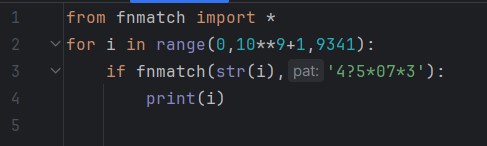 1 from fnmatch import *
2 for i in range(0,10**9+1,9341):
3     if fnmatch(str(i), pat: '4?5*07*3'):
4         print(i)
5